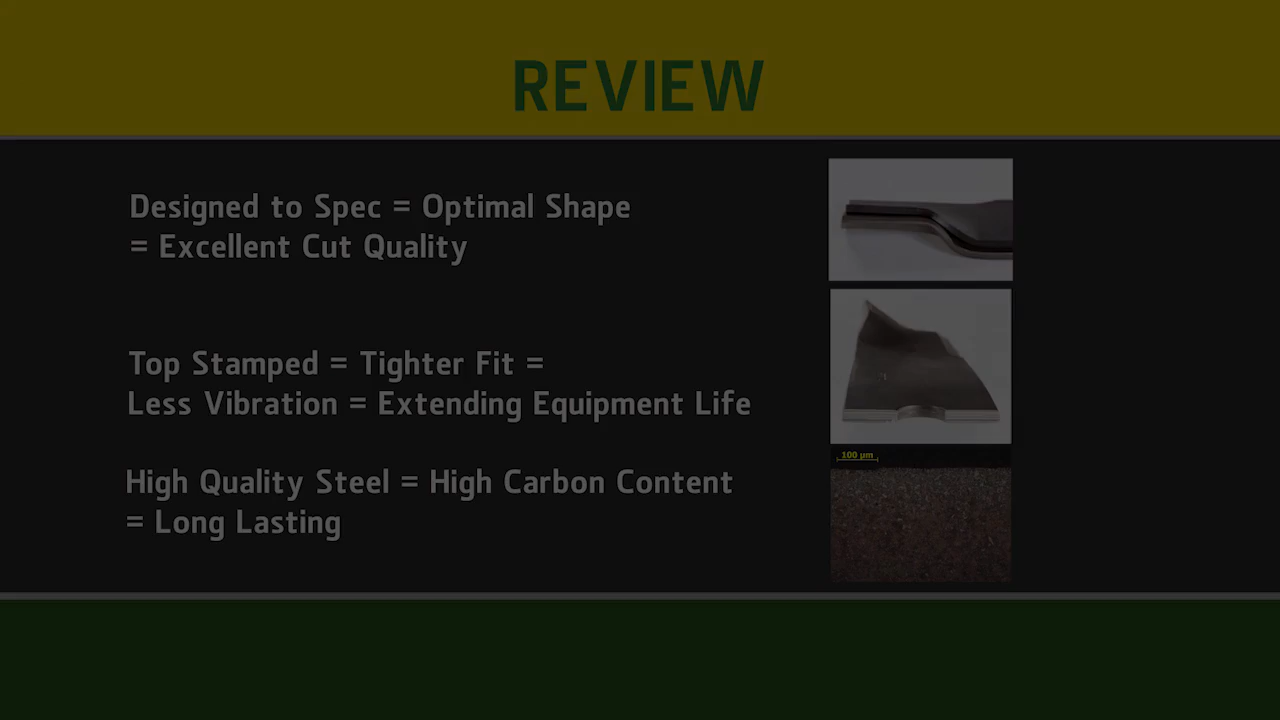 REVIEW
Designed to Spec = Optimal Shape
= Excellent Cut Quality
Top Stamped = Tighter Fit =
Less Vibration = Extending Equipment Life
100 µm
High Quality Steel = High Carbon Content
= Long Lasting